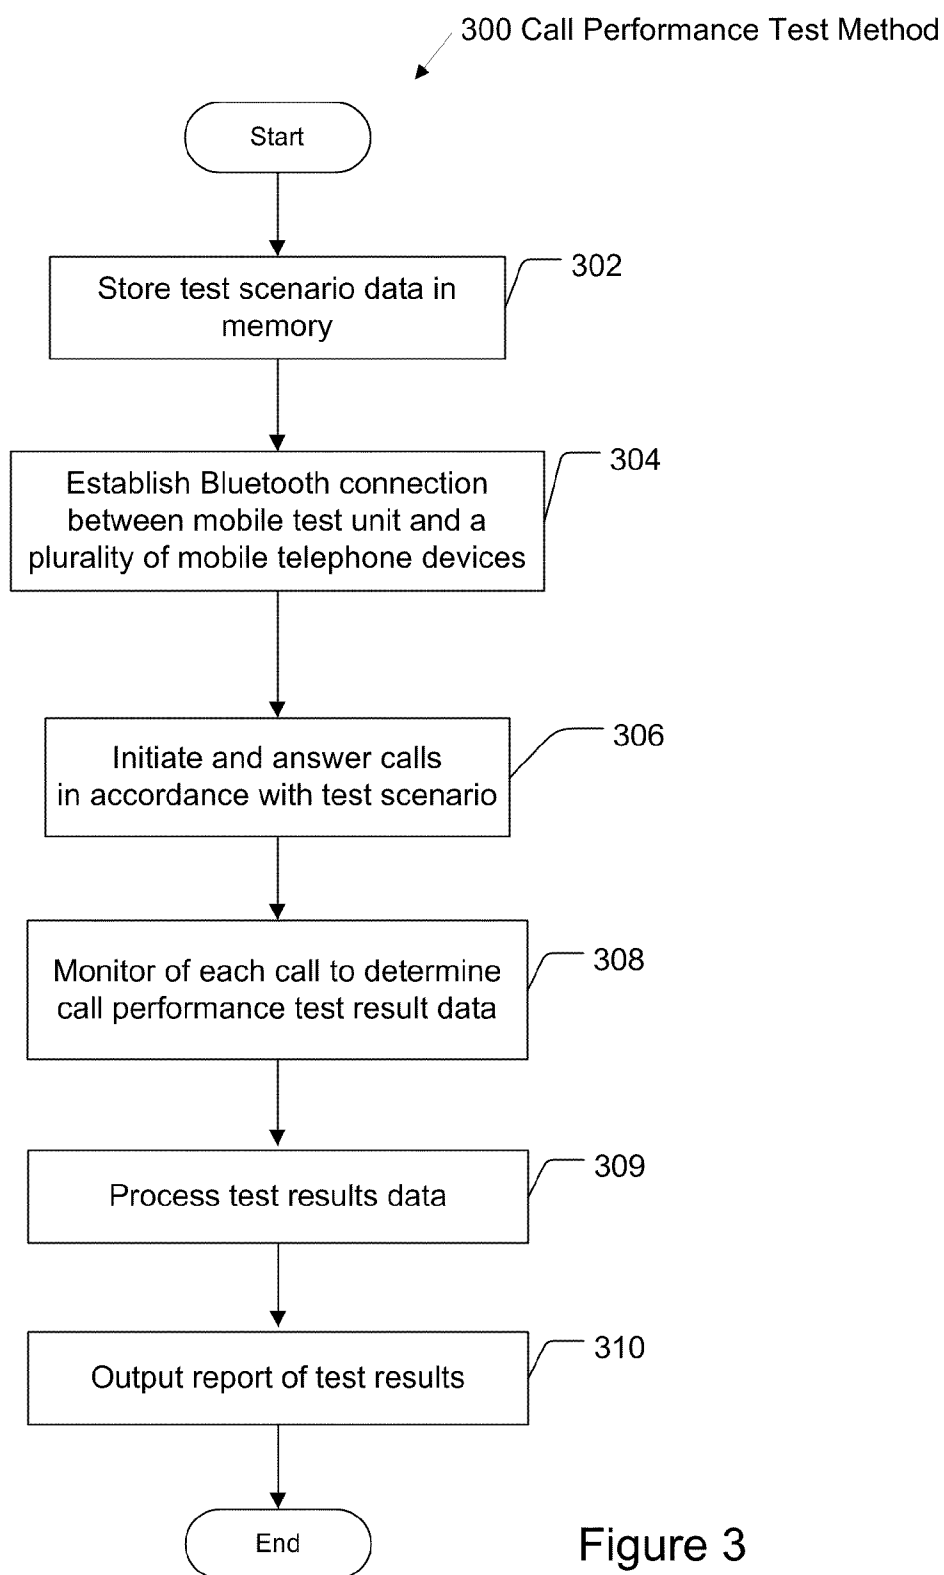 300 Call Performance Test Method
Start
302
Store test scenario data in
memory
304
Establish Bluetooth connection
between mobile test unit and a
plurality of mobile telephone devices
306
Initiate and answer calls
in accordance with test scenario
308
Monitor of each call to determine
call performance test result data
309
Process test results data
310
Output report of test results
End
Figure 3